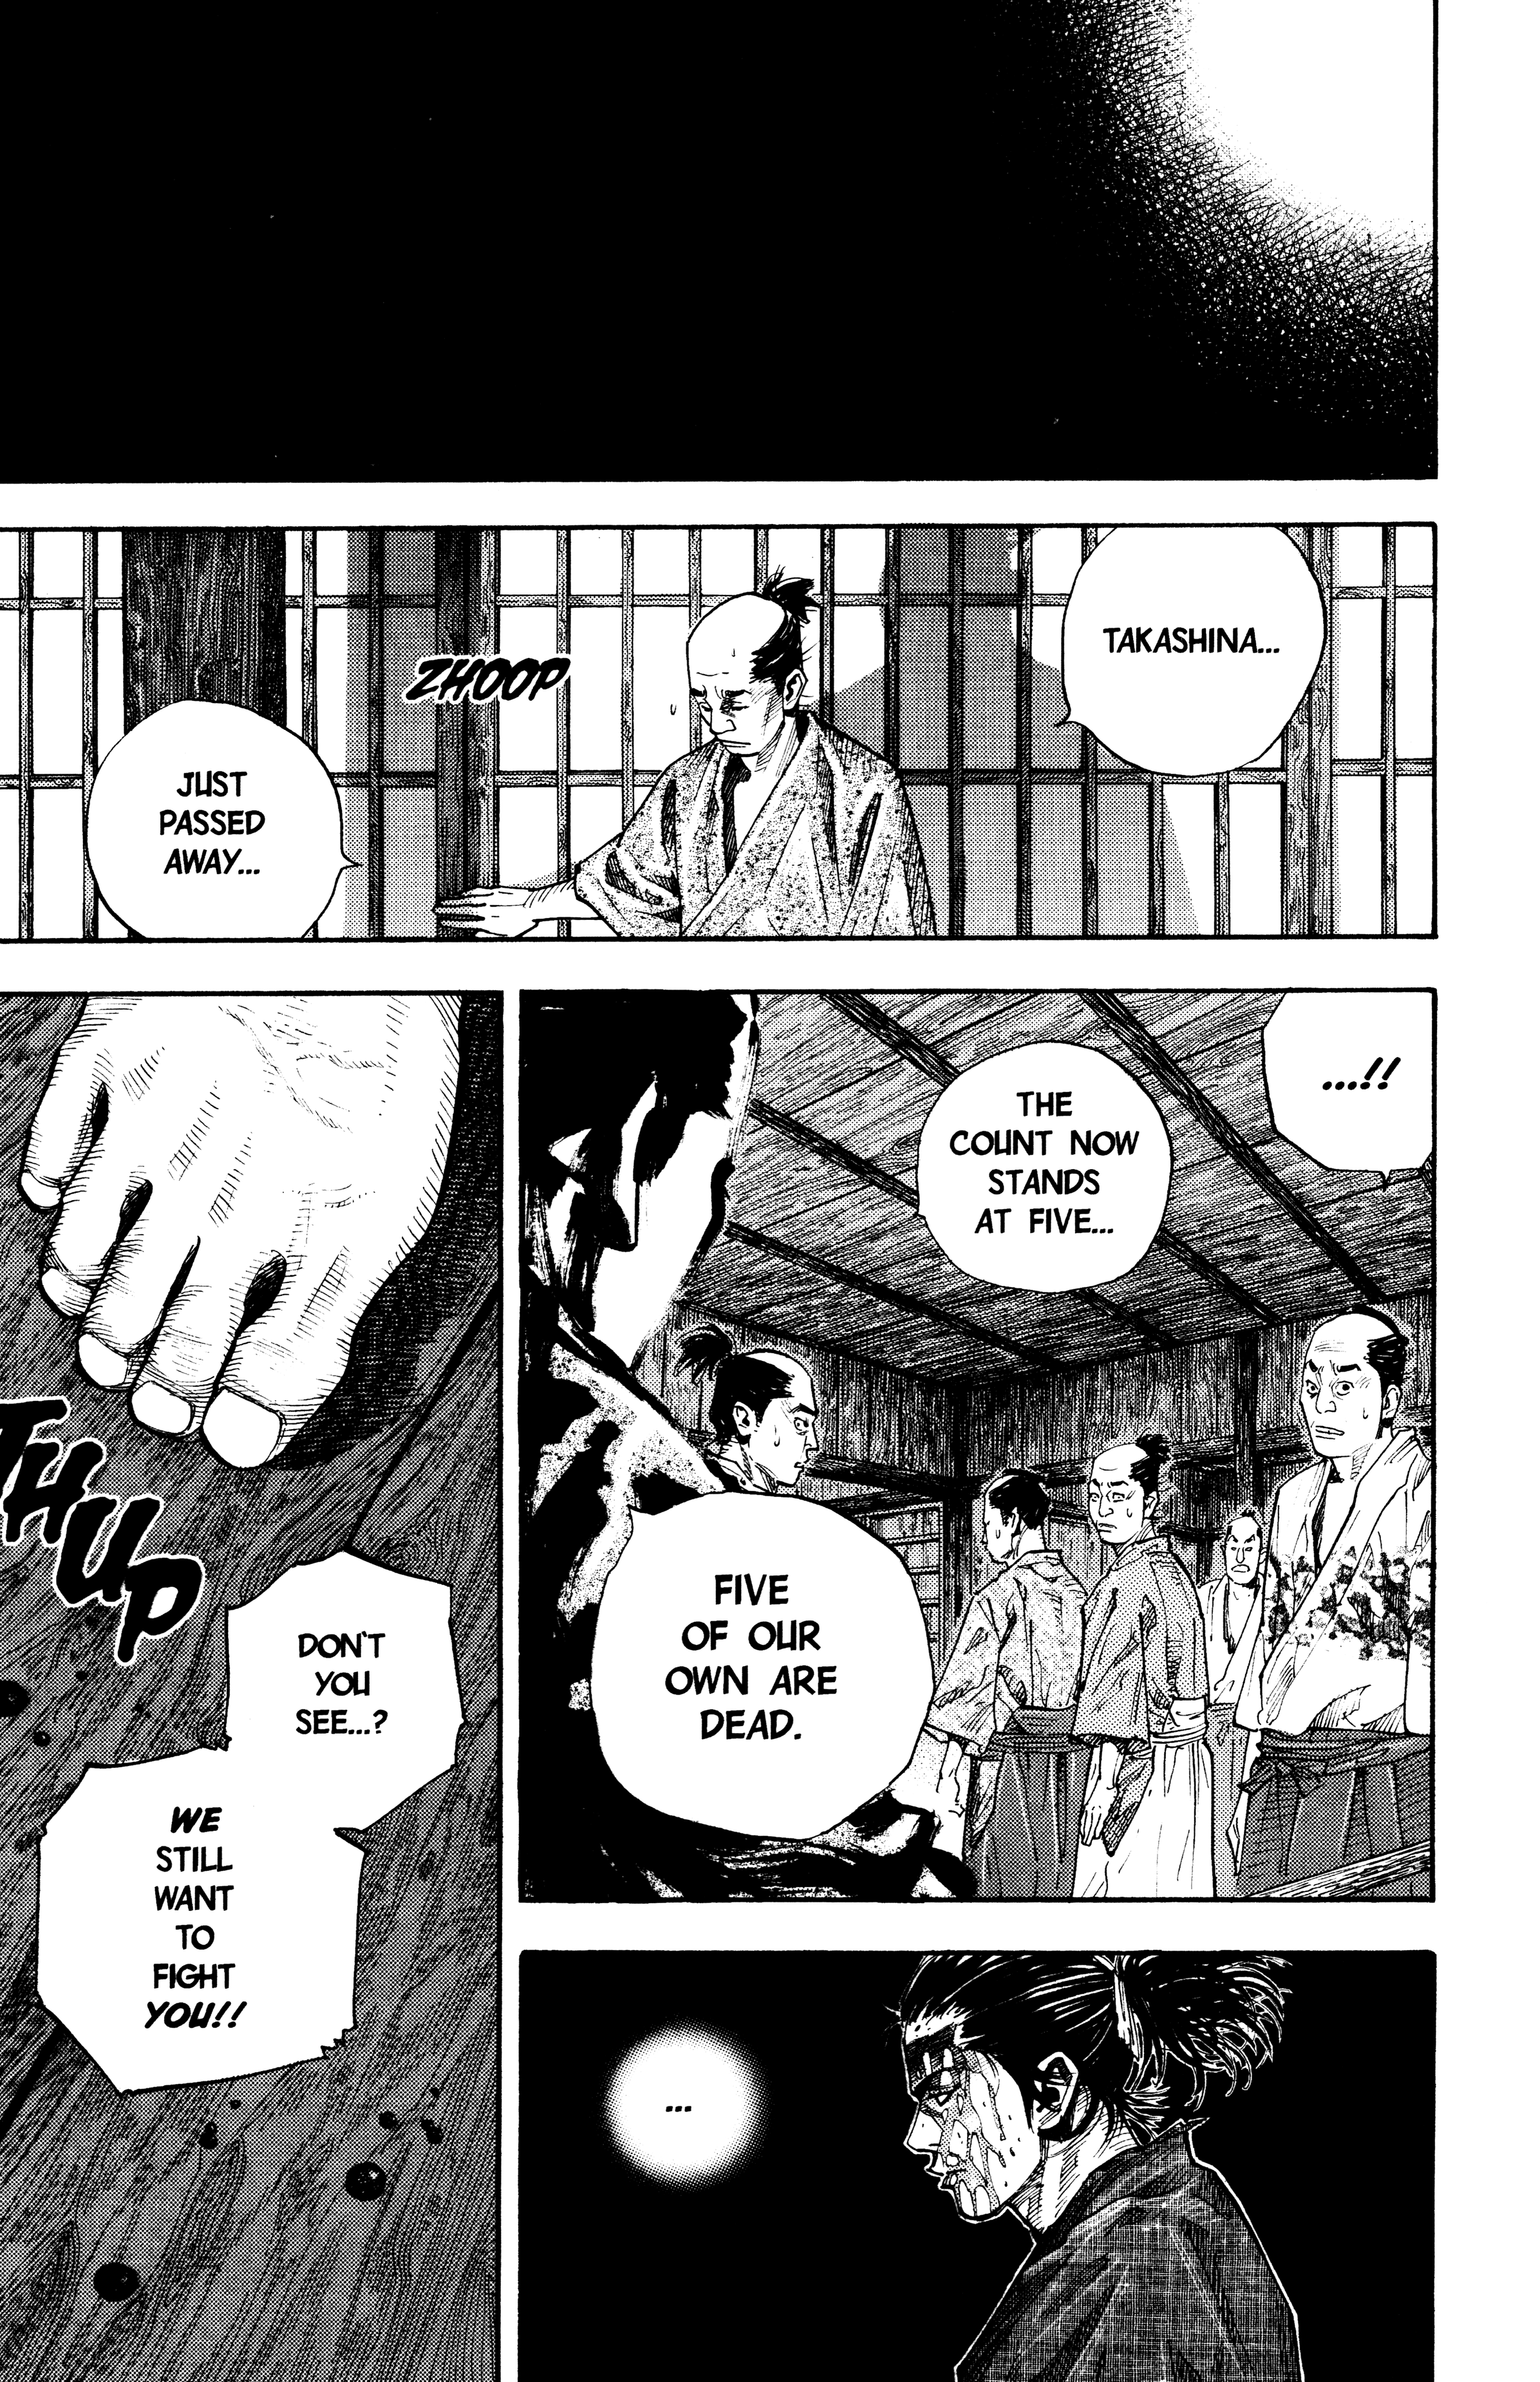 TAKASHINA...
ZHOOP
JUST
PASSED
AWAY...
...!!
THE
COUNT NOW
STANDS
AT FIVE...
FIVE
OF OUR
OWN ARE
DEAD.
...
THUP
DON'T
YOU
SEE...?
WE
STILL
WANT
TO
FIGHT
YOU!!